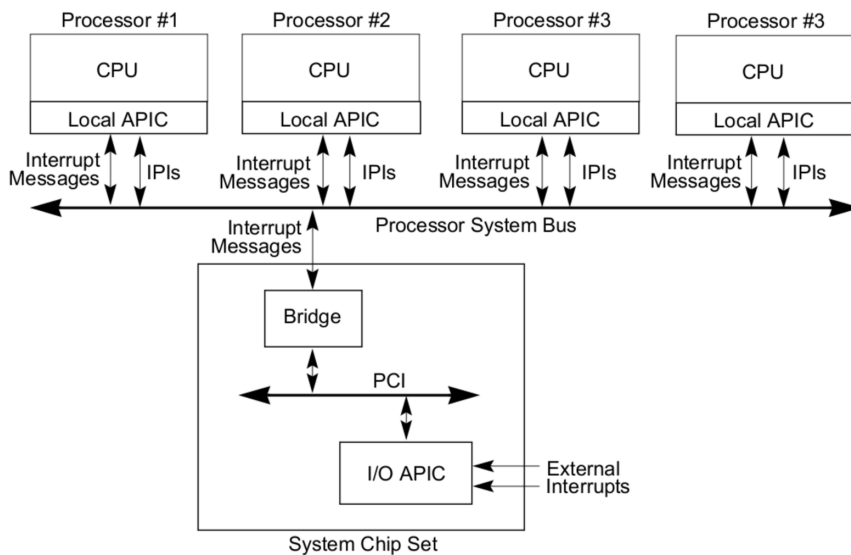 Processor #1
Processor #2
Processor #3
Processor #3
CPU
CPU
CPU
CPU
Local APIC
Local APIC
Local APIC
Local APIC
Interrupt
Messages
IPIs
Interrupt
Messages
IPIs
Interrupt
Messages
IPIs
Interrupt
Messages
IPIs
Processor System Bus
Interrupt
Messages
Bridge
PCI
I/O APIC
External
Interrupts
System Chip Set